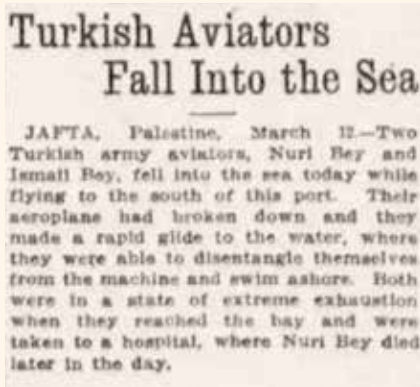 Turkish Aviators
Fall Into the Sea
JAFTA, Palestine, March 12.—Two
Turkish army aviators, Nuri Bey and
Ismail Bey, fell into the sea today while
flying to the south of this port. Their
aeroplane had broken down and they
made a rapid glide to the water, where
they were able to disentangle themselves
from the machine and swim ashore. Both
were in a state of extreme exhaustion
when they reached the bay and were
taken to a hospital, where Nuri Bey died
later in the day.